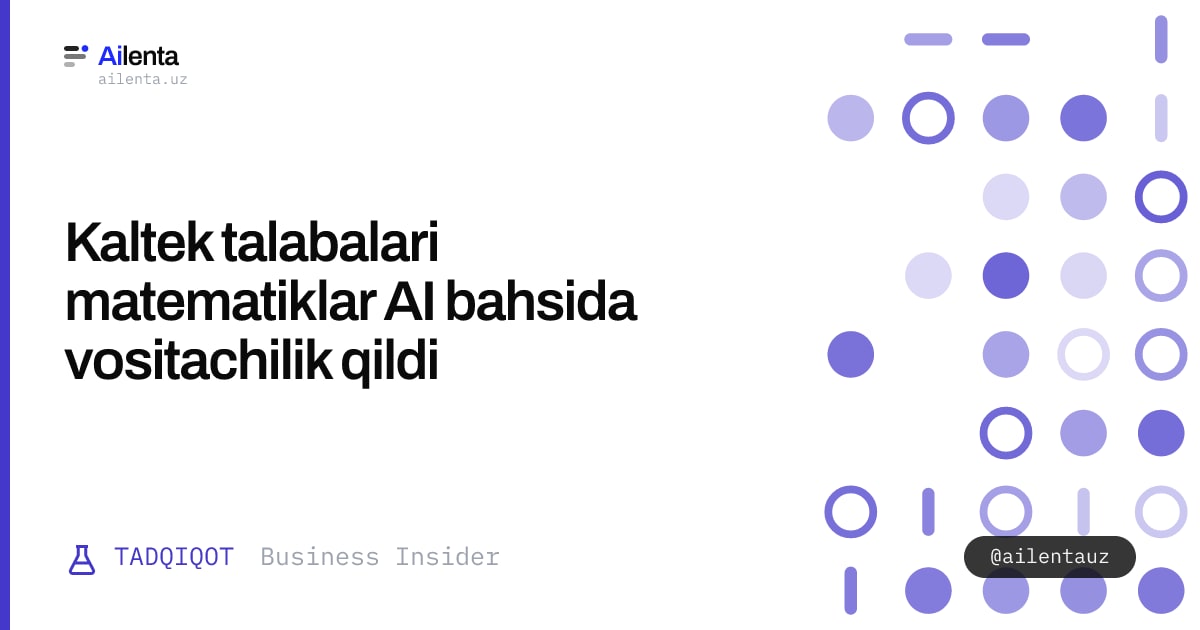 Ailenta
ailenta.uz
Kaltek talabalari
matematiklar AI bahsida
vositachilik qildi
TADQIQOT Business Insider
@ailentauz